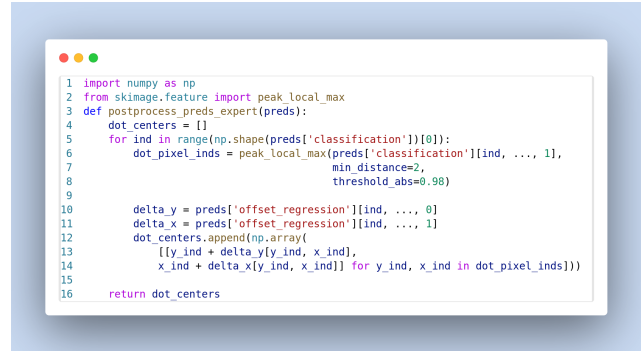 1 import numpy as np
2 from skimage.feature import peak_local_max
3 def postprocess_preds_expert(preds):
4     dot_centers = []
5     for ind in range(np.shape(preds['classification'])[0]):
6         dot_pixel_inds = peak_local_max(preds['classification'][ind, ..., 1],
7                                         min_distance=2,
8                                         threshold_abs=0.98)
9
10         delta_y = preds['offset_regression'][ind, ..., 0]
11         delta_x = preds['offset_regression'][ind, ..., 1]
12         dot_centers.append(np.array(
13             [[y_ind + delta_y[y_ind, x_ind],
14             x_ind + delta_x[y_ind, x_ind]] for y_ind, x_ind in dot_pixel_inds]))
15
16     return dot_centers